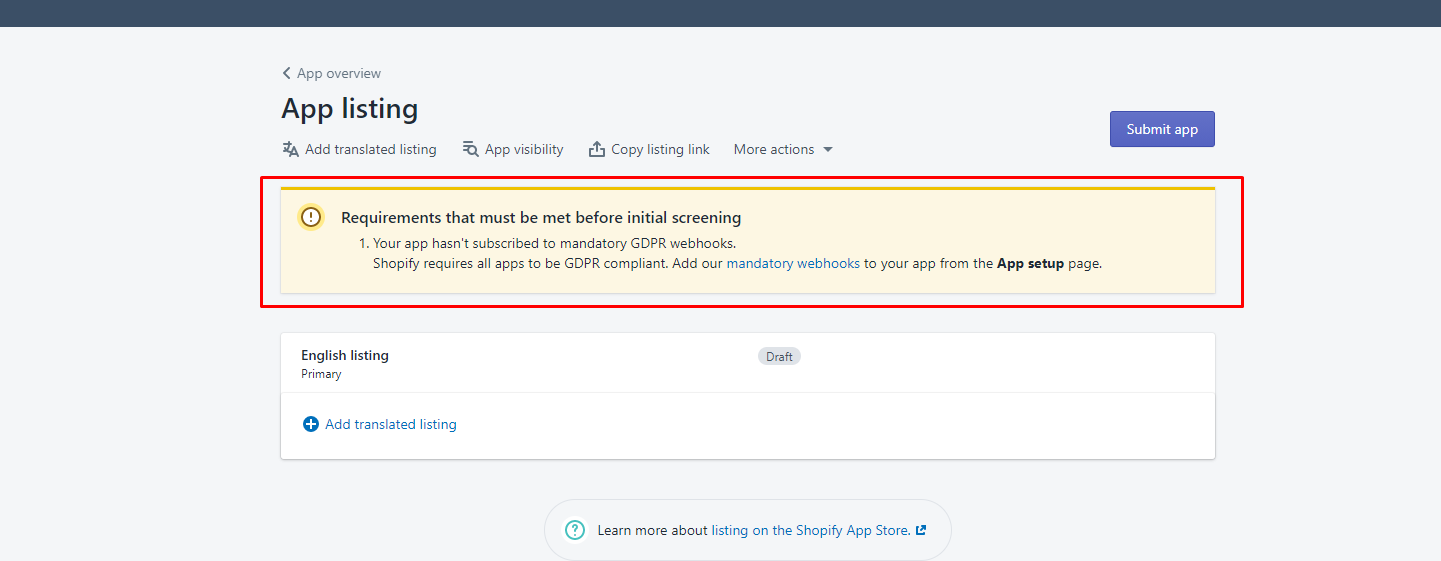 App overview
App listing
Submit app
Add translated listing App visibility Copy listing link More actions
Requirements that must be met before initial screening
1. Your app hasn't subscribed to mandatory GDPR webhooks.
Shopify requires all apps to be GDPR compliant. Add our mandatory webhooks to your app from the App setup page.
English listing Draft
Primary
Add translated listing
Learn more about listing on the Shopify App Store.